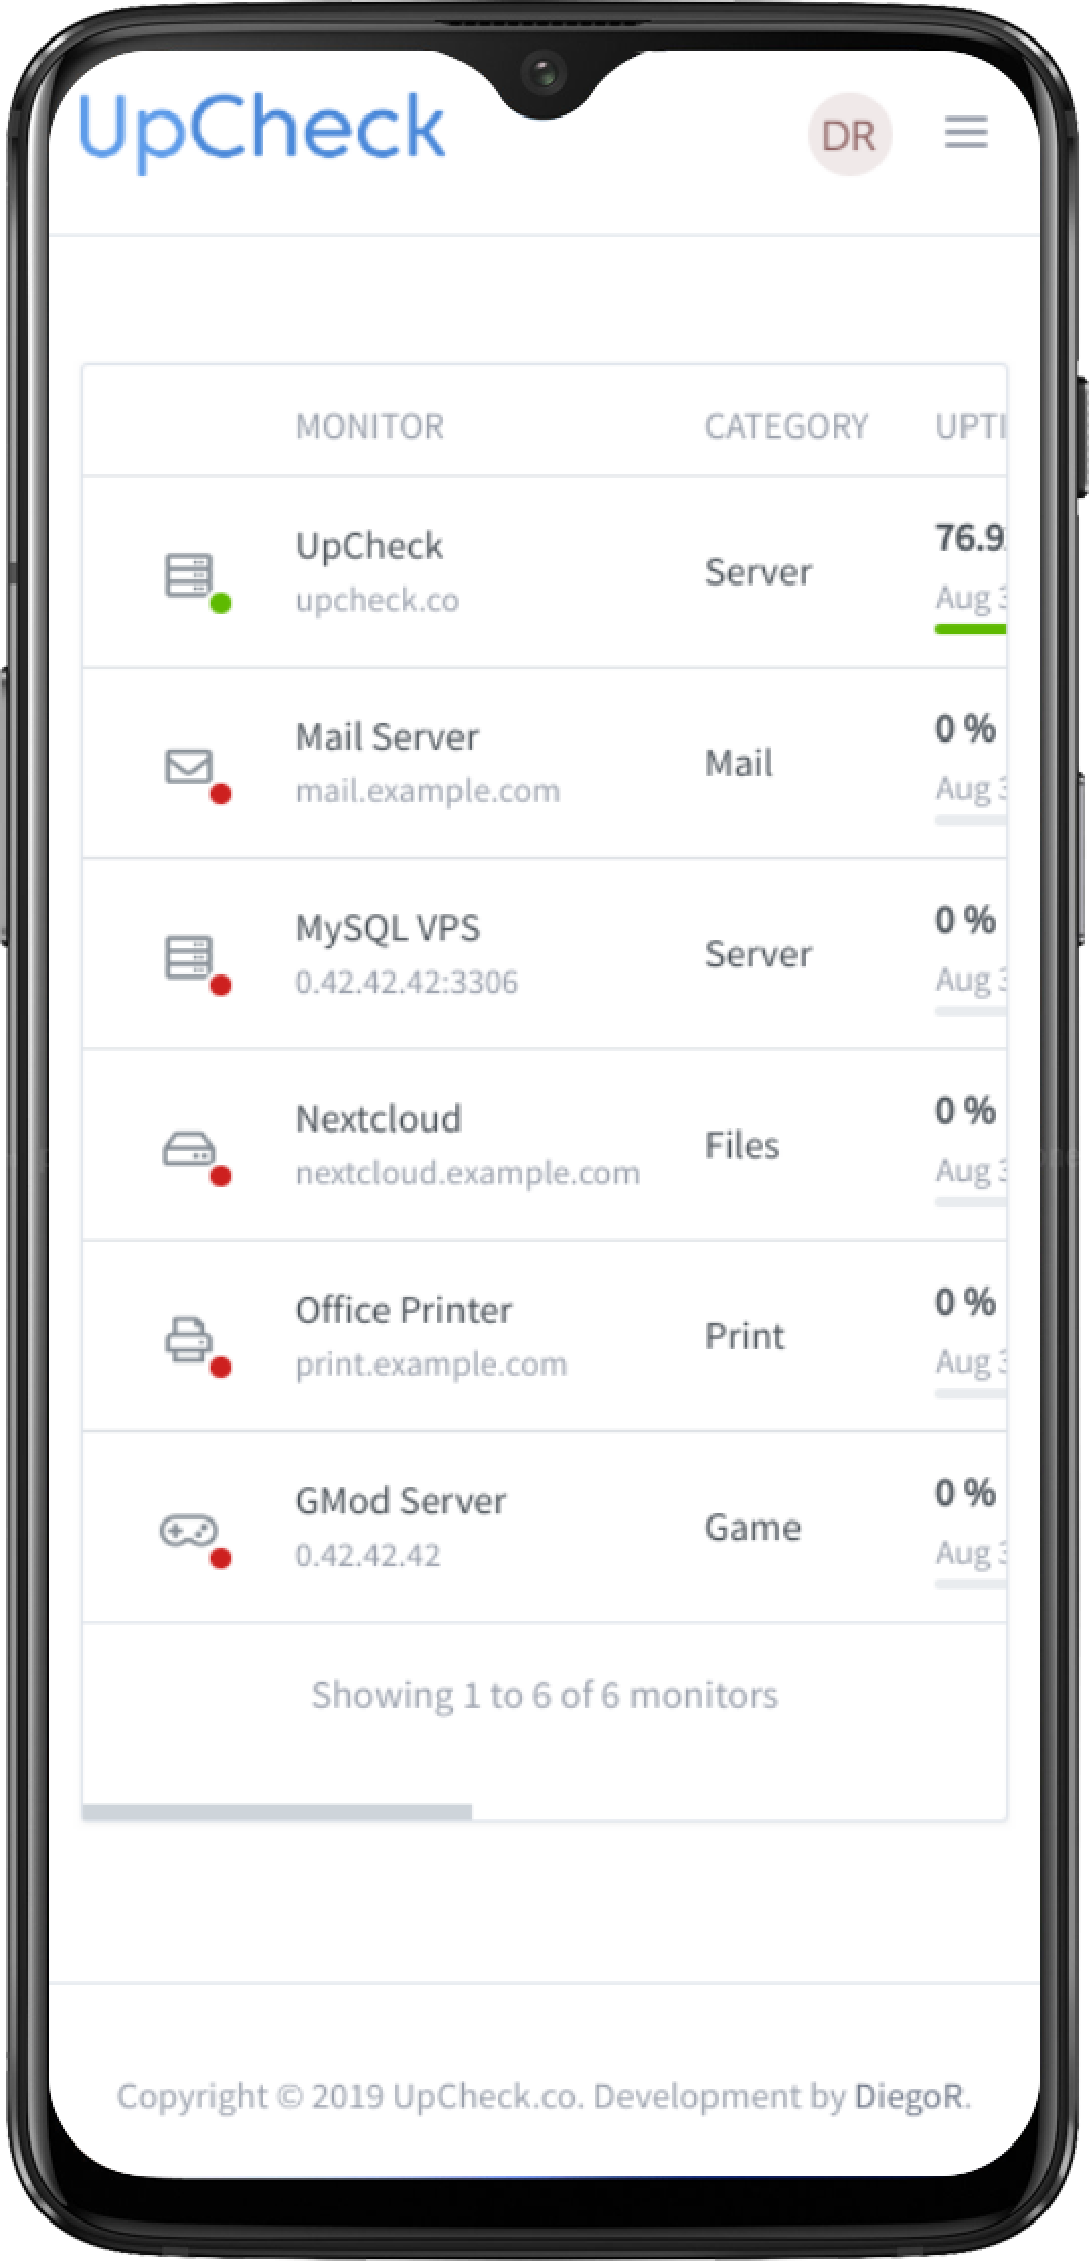 UpCheck
DR
MONITOR CATEGORY UPTI
UpCheck
upcheck.co
Server
76.9
Aug 3
Mail Server
mail.example.com
Mail
0 %
Aug 3
MySQL VPS
0.42.42.42:3306
Server
0 %
Aug 3
Nextcloud
nextcloud.example.com
Files
0 %
Aug 3
Office Printer
print.example.com
Print
0 %
Aug 3
GMod Server
0.42.42.42
Game
0 %
Aug 3
Showing 1 to 6 of 6 monitors
Copyright © 2019 UpCheck.co. Development by DiegoR.